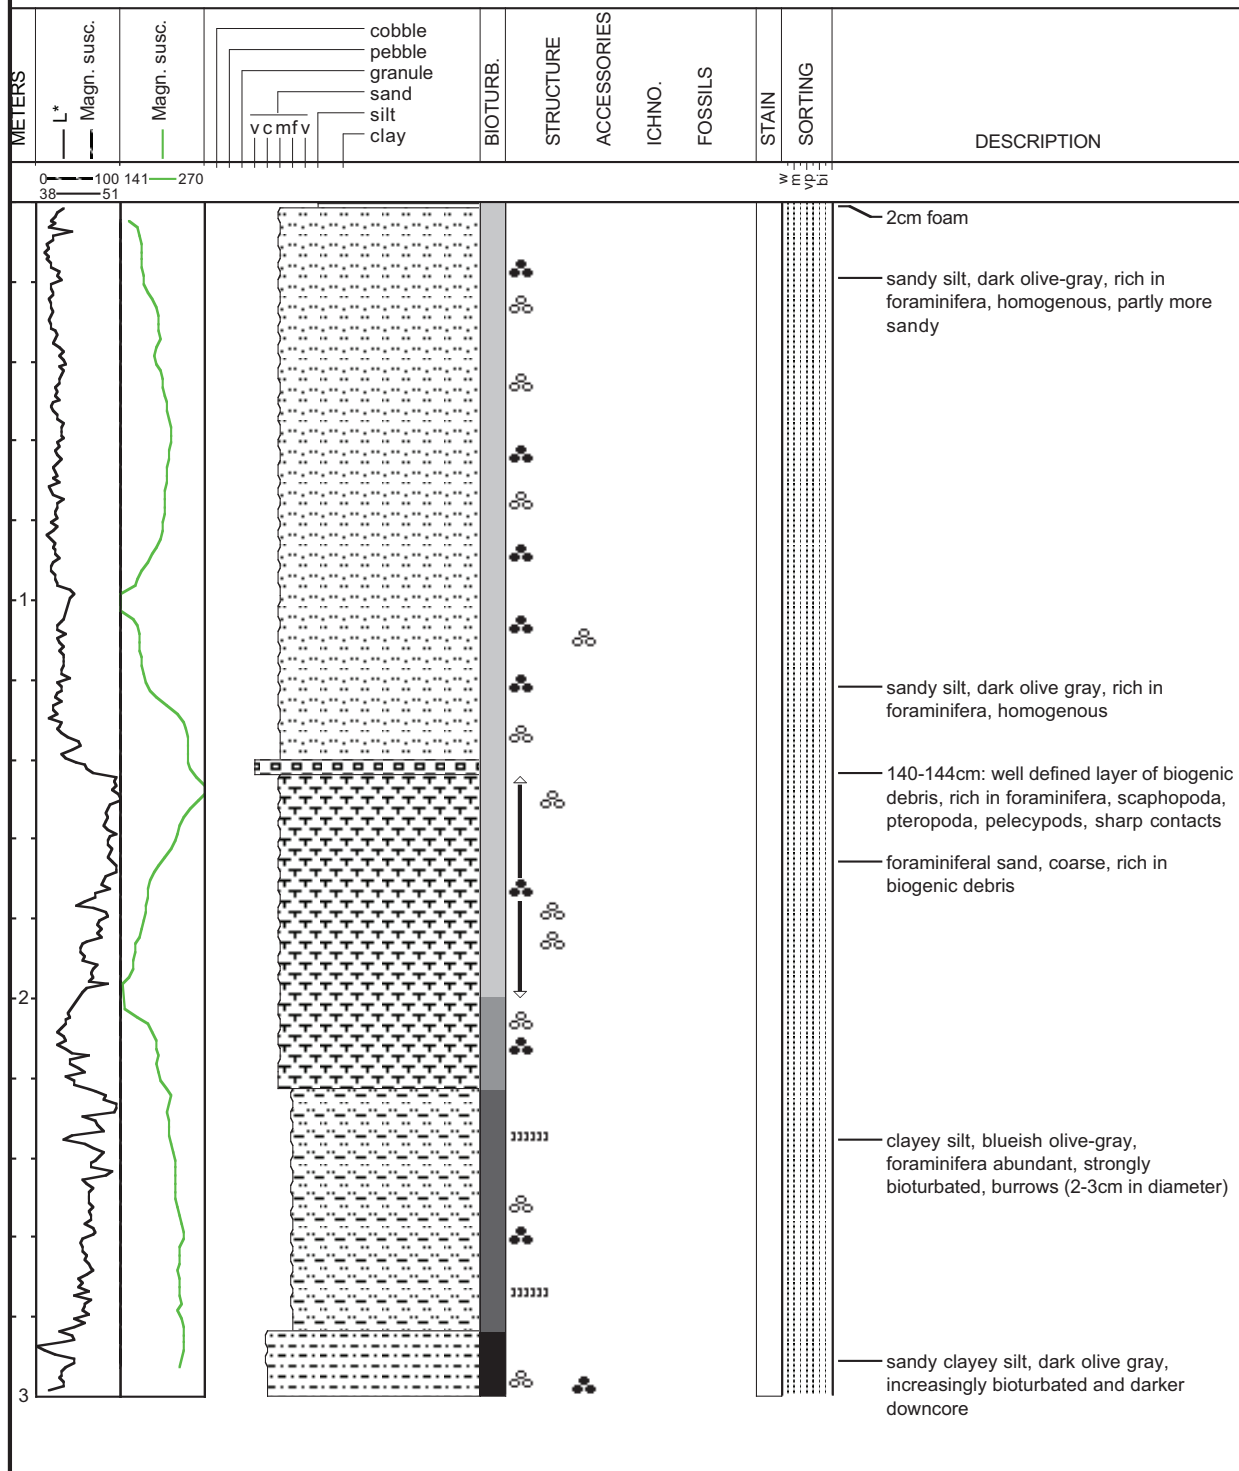 METERS
L*
Magn. susc.
Magn. susc.
cobble
pebble
granule
sand
silt
clay
v c m f v
BIOTURB.
STRUCTURE
ACCESSORIES
ICHNO.
FOSSILS
STAIN
SORTING
DESCRIPTION
0 100 141 270
38 51
w
m
vp
bi
2cm foam
sandy silt, dark olive-gray, rich in
foraminifera, homogenous, partly more
sandy
1
sandy silt, dark olive gray, rich in
foraminifera, homogenous
140-144cm: well defined layer of biogenic
debris, rich in foraminifera, scaphopoda,
pteropoda, pelecypods, sharp contacts
foraminiferal sand, coarse, rich in
biogenic debris
2
clayey silt, blueish olive-gray,
foraminifera abundant, strongly
bioturbated, burrows (2-3cm in diameter)
sandy clayey silt, dark olive gray,
increasingly bioturbated and darker
downcore
3